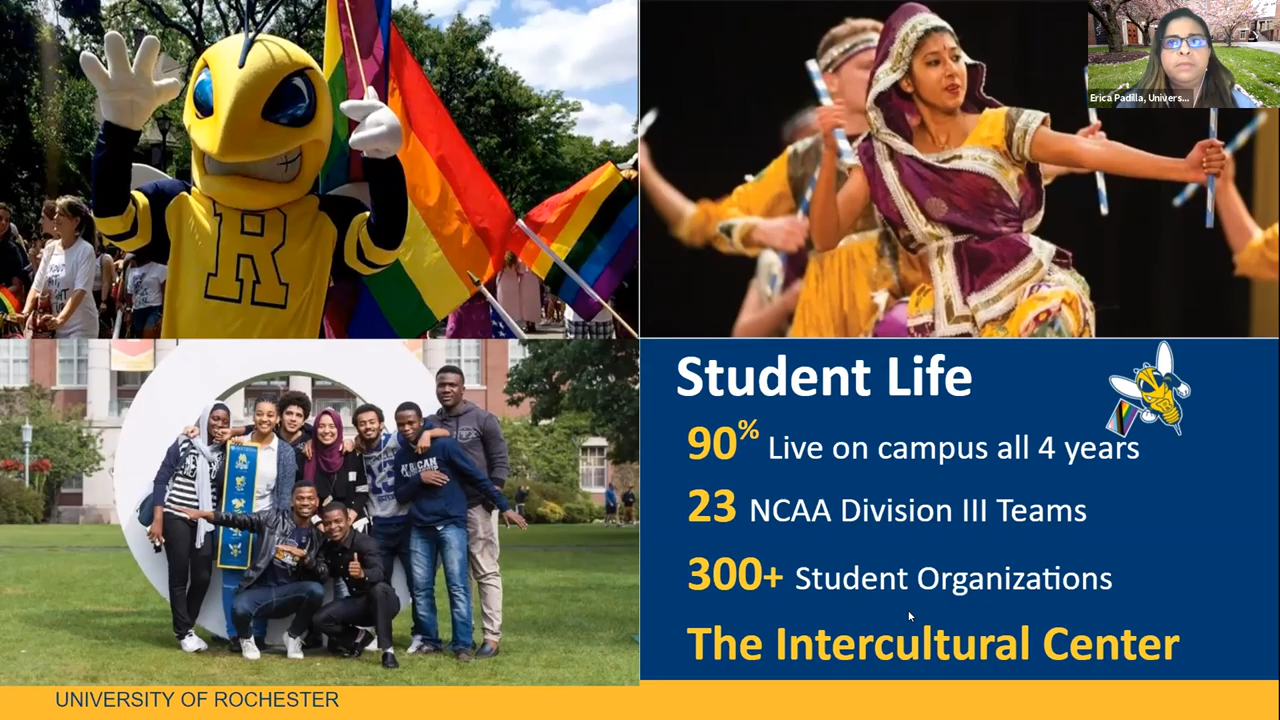 R
Erica Padilla, Univers...
Student Life
90% Live on campus all 4 years
23 NCAA Division III Teams
300+ Student Organizations
The Intercultural Center
UNIVERSITY OF ROCHESTER